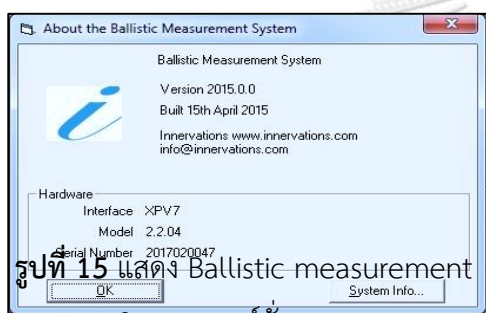 About the Ballistic Measurement System
Ballistic Measurement System
Version 2015.0.0
Built 15th April 2015
Innervations www.innervations.com
info@innervations.com
Hardware
Interface XPV7
Model 2.2.04
Serial Number 2017020047
รูปที่ 15 แสดง Ballistic measurement
OK
System Info...